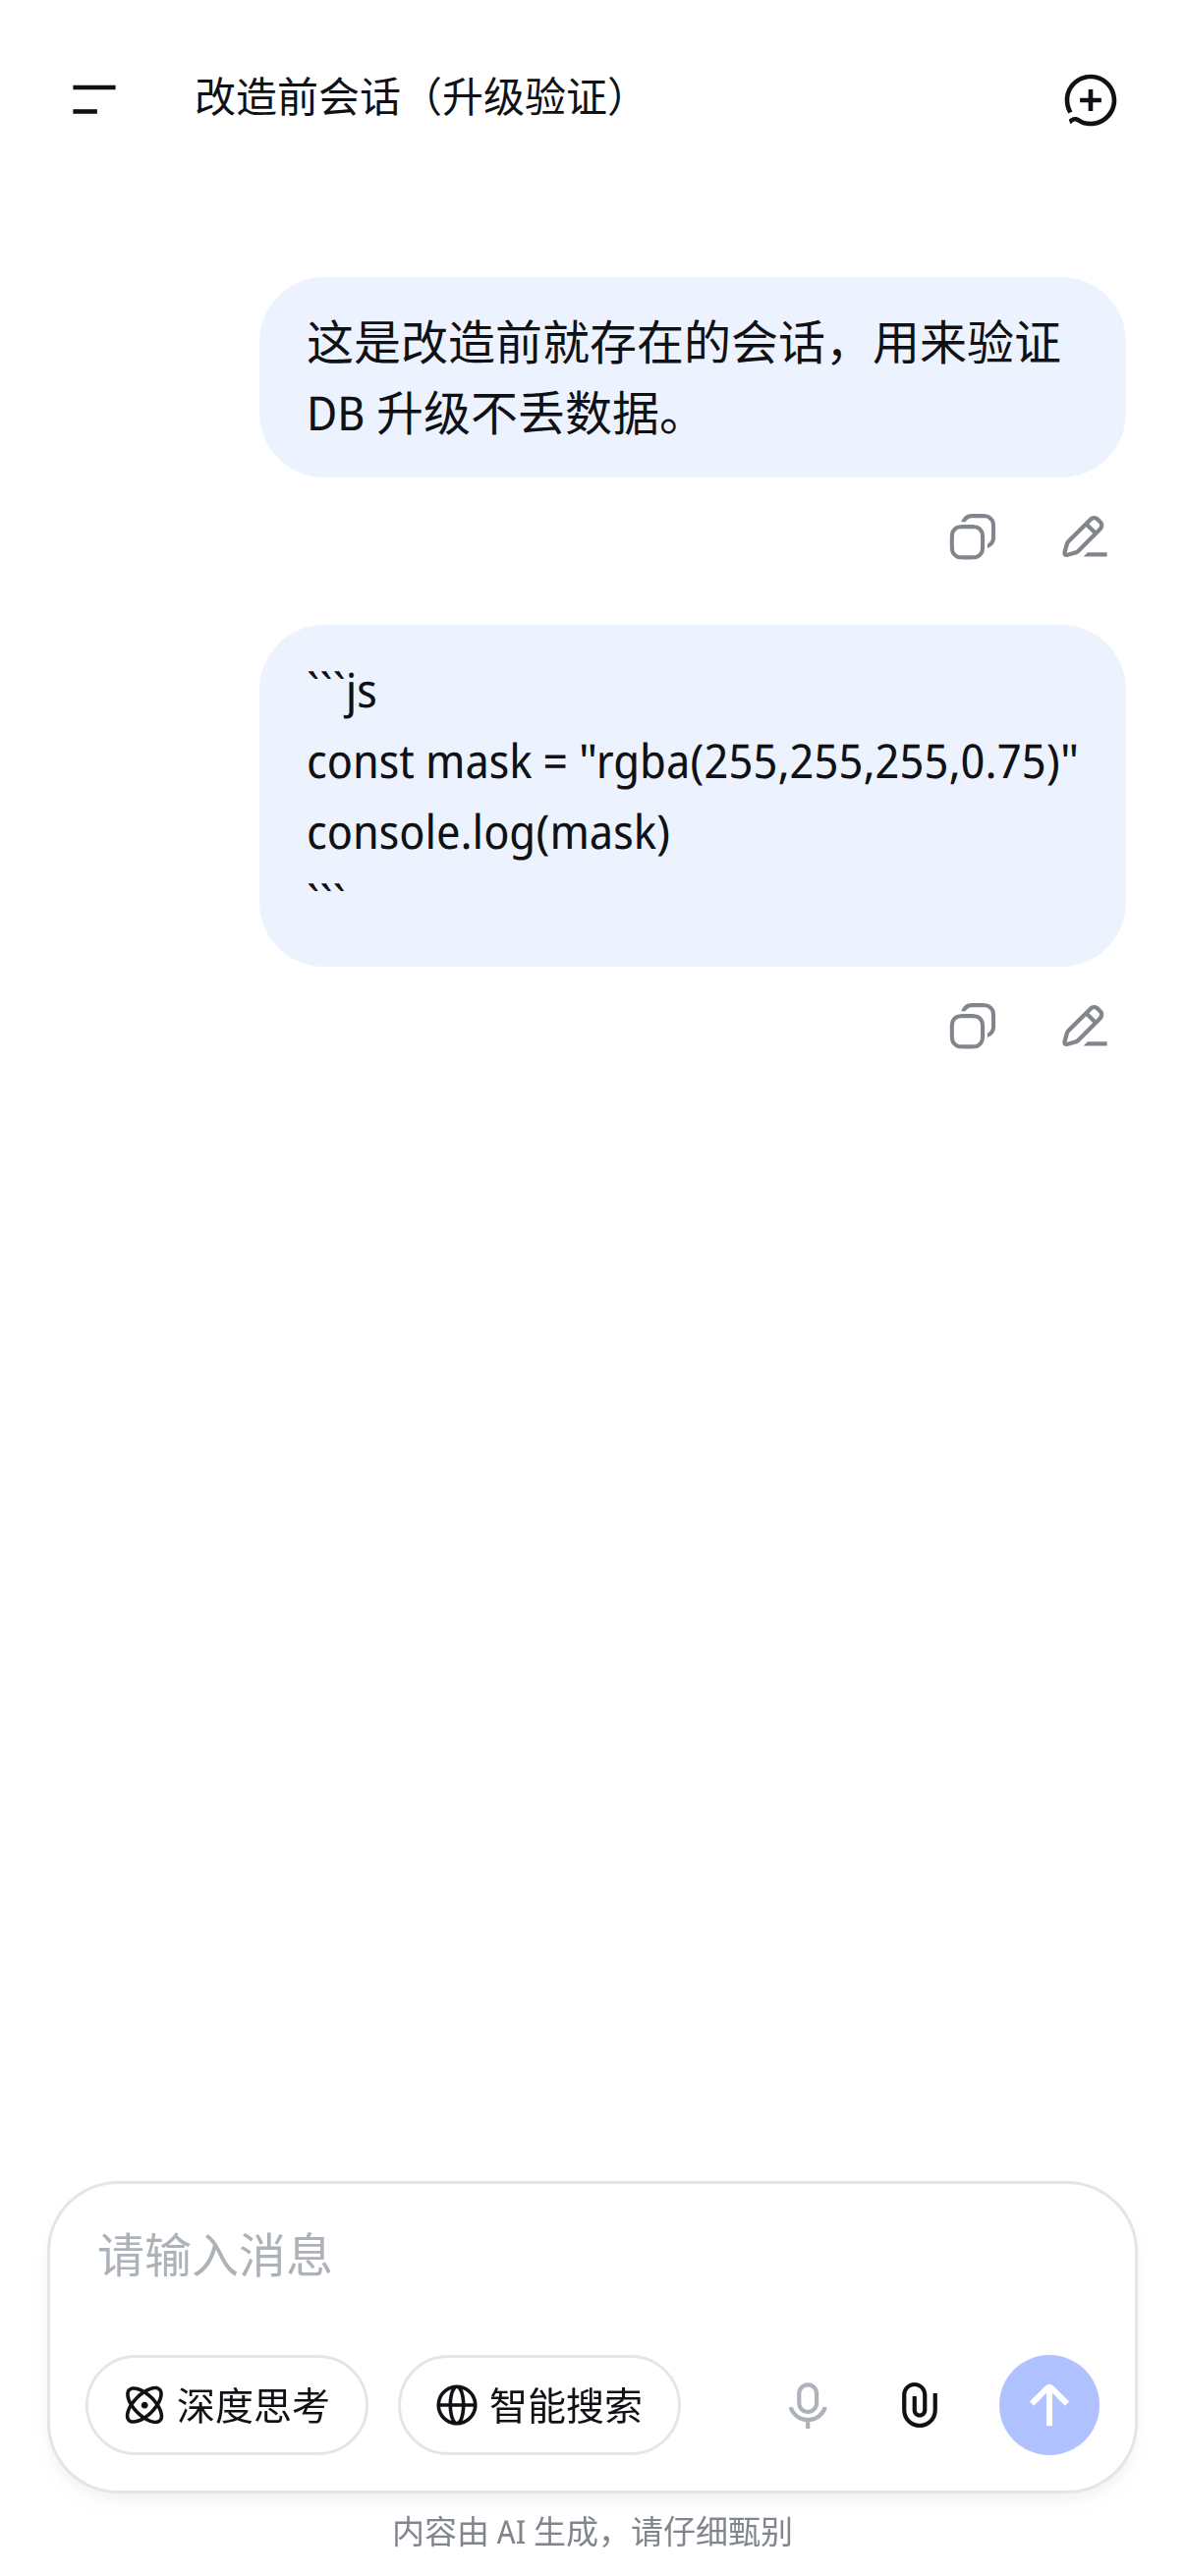 改造前会话（升级验证）
这是改造前就存在的会话，用来验证
DB 升级不丢数据。
```js
const mask = "rgba(255,255,255,0.75)"
console.log(mask)
```
请输入消息
深度思考 智能搜索
内容由 AI 生成，请仔细甄别